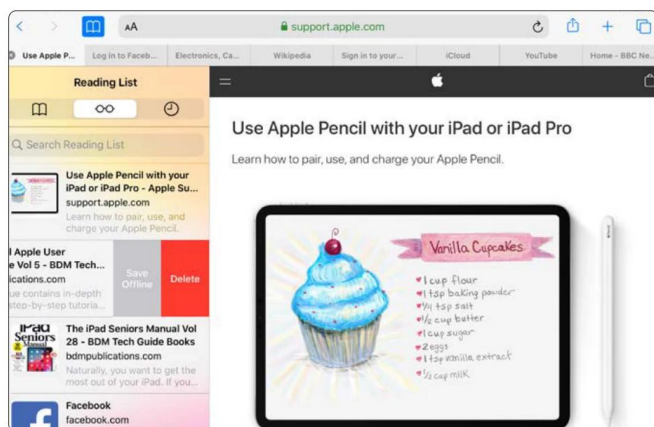 AA
support.apple.com
Use Apple P...
Log in to Faceb...
Electronics, Ca...
Wikipedia
Sign in to your...
iCloud
YouTube
Home - BBC Ne...
Reading List
Search Reading List
Use Apple Pencil with your
iPad or iPad Pro - Apple Su...
support.apple.com
Learn how to pair, use, and
charge your Apple Pencil.
l Apple User
e Vol 5 - BDM Tech...
ications.com
ue contains in-depth
step-by-step tutoria...
Save
Offline
Delete
iPad
Seniors
Manual
The iPad Seniors Manual Vol
28 - BDM Tech Guide Books
bdmpublications.com
Naturally, you want to get the
most out of your iPad. If you...
Facebook
facebook.com
Use Apple Pencil with your iPad or iPad Pro
Learn how to pair, use, and charge your Apple Pencil.
Vanilla Cupcakes
1 cup flour
1 tsp baking powder
1/4 tsp salt
1/2 cup butter
1 cup sugar
2 eggs
1 tsp vanilla extract
1/2 cup milk